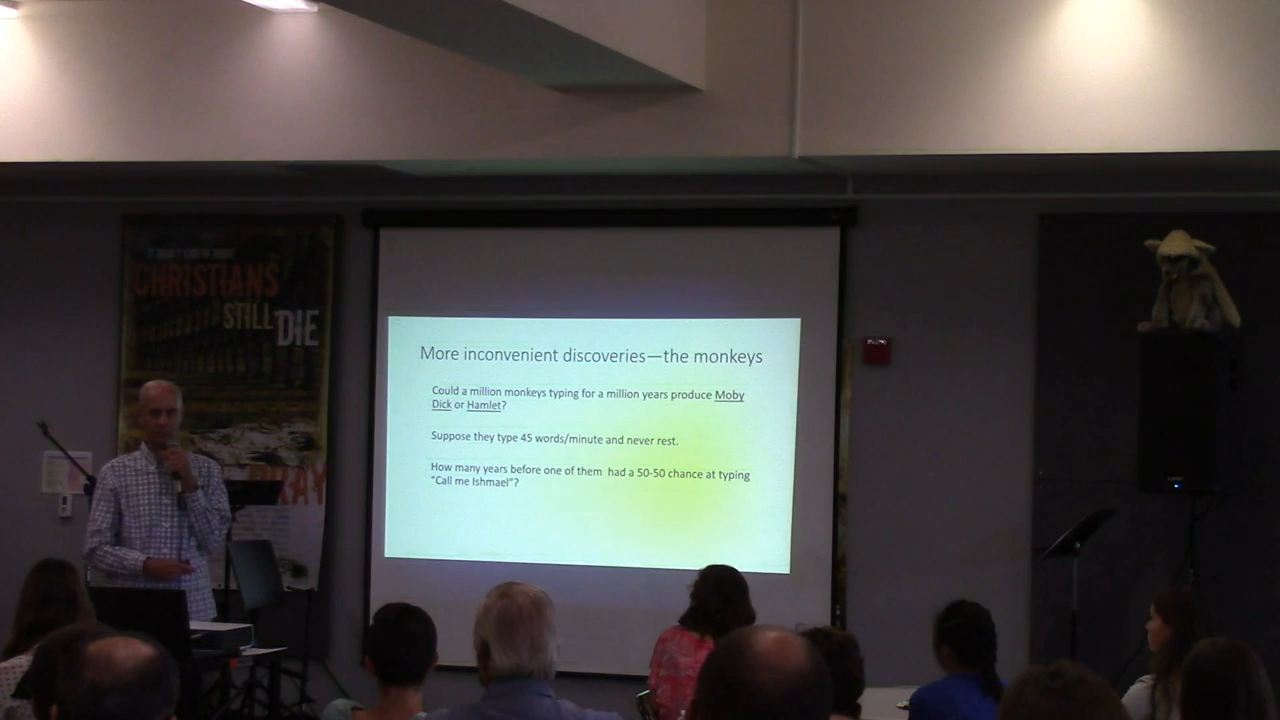 CHRISTIANS
STILL
DIE
More inconvenient discoveries—the monkeys
Could a million monkeys typing for a million years produce Moby
Dick or Hamlet?
Suppose they type 45 words/minute and never rest.
How many years before one of them had a 50-50 chance at typing
"Call me Ishmael"?